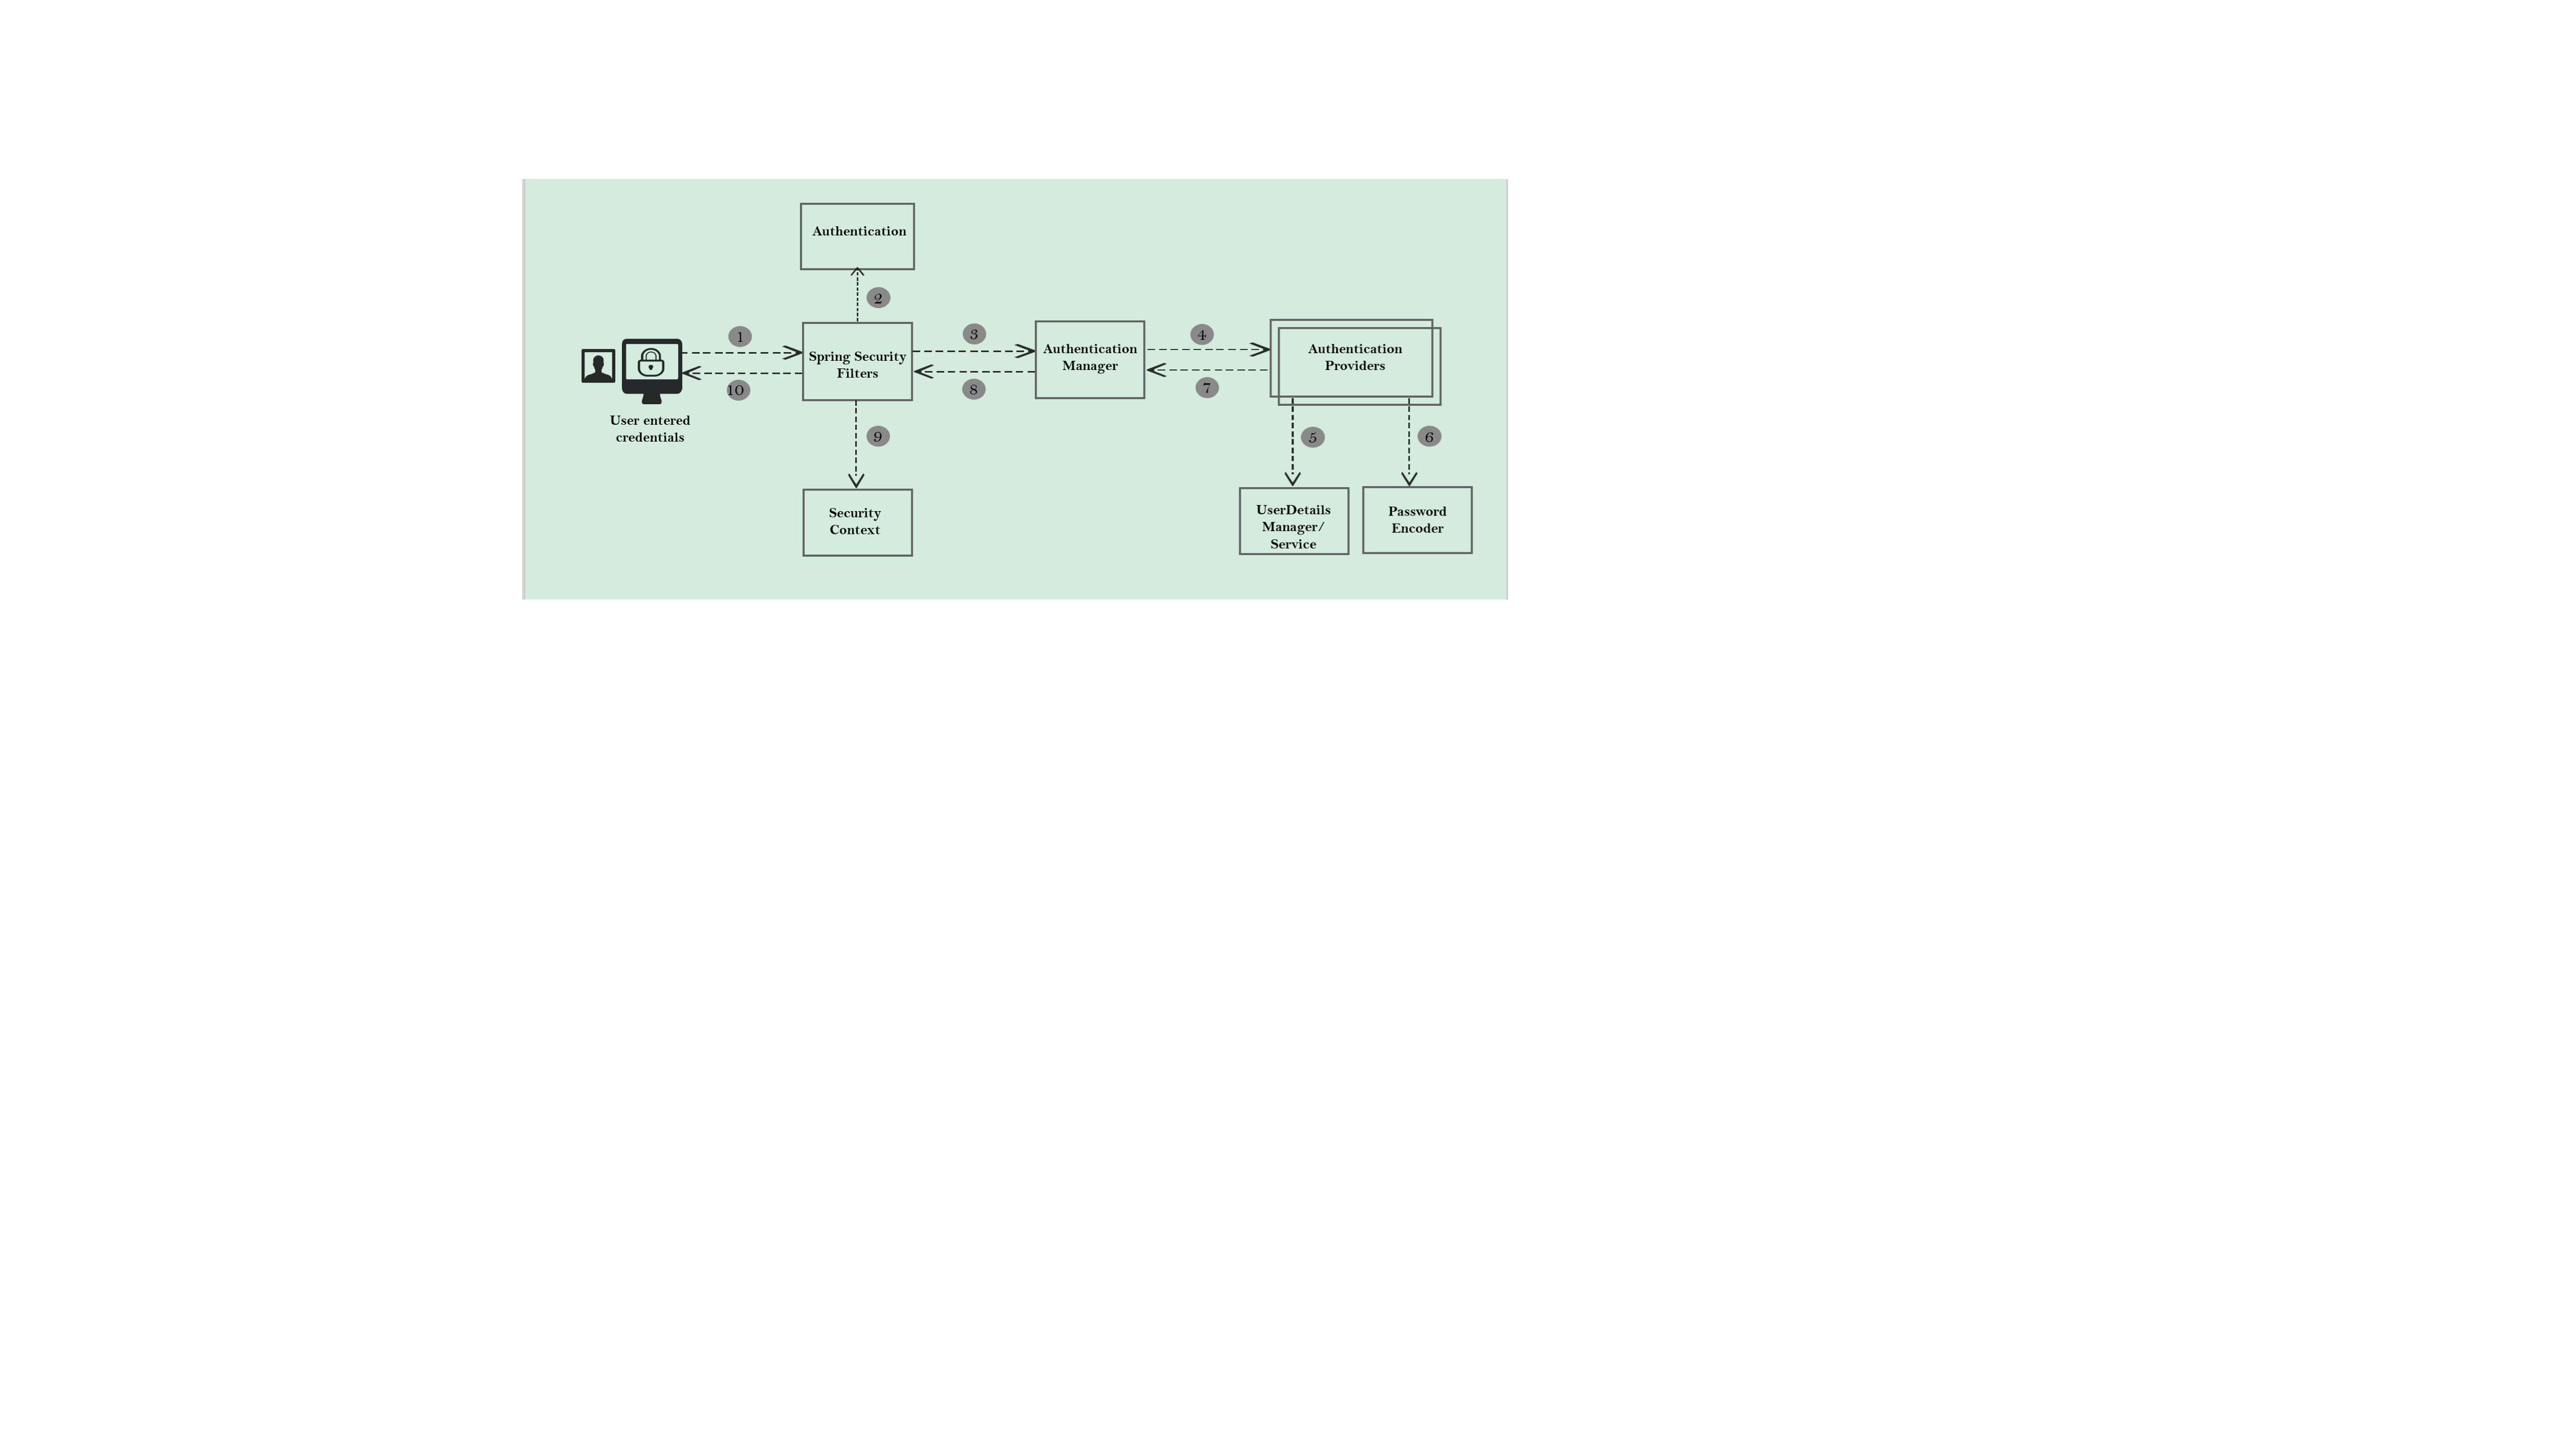 Authentication
2
1
3
4
Spring Security
Filters
Authentication
Manager
Authentication
Providers
10
8
7
User entered
credentials
9
5
6
Security
Context
UserDetails
Manager/
Service
Password
Encoder